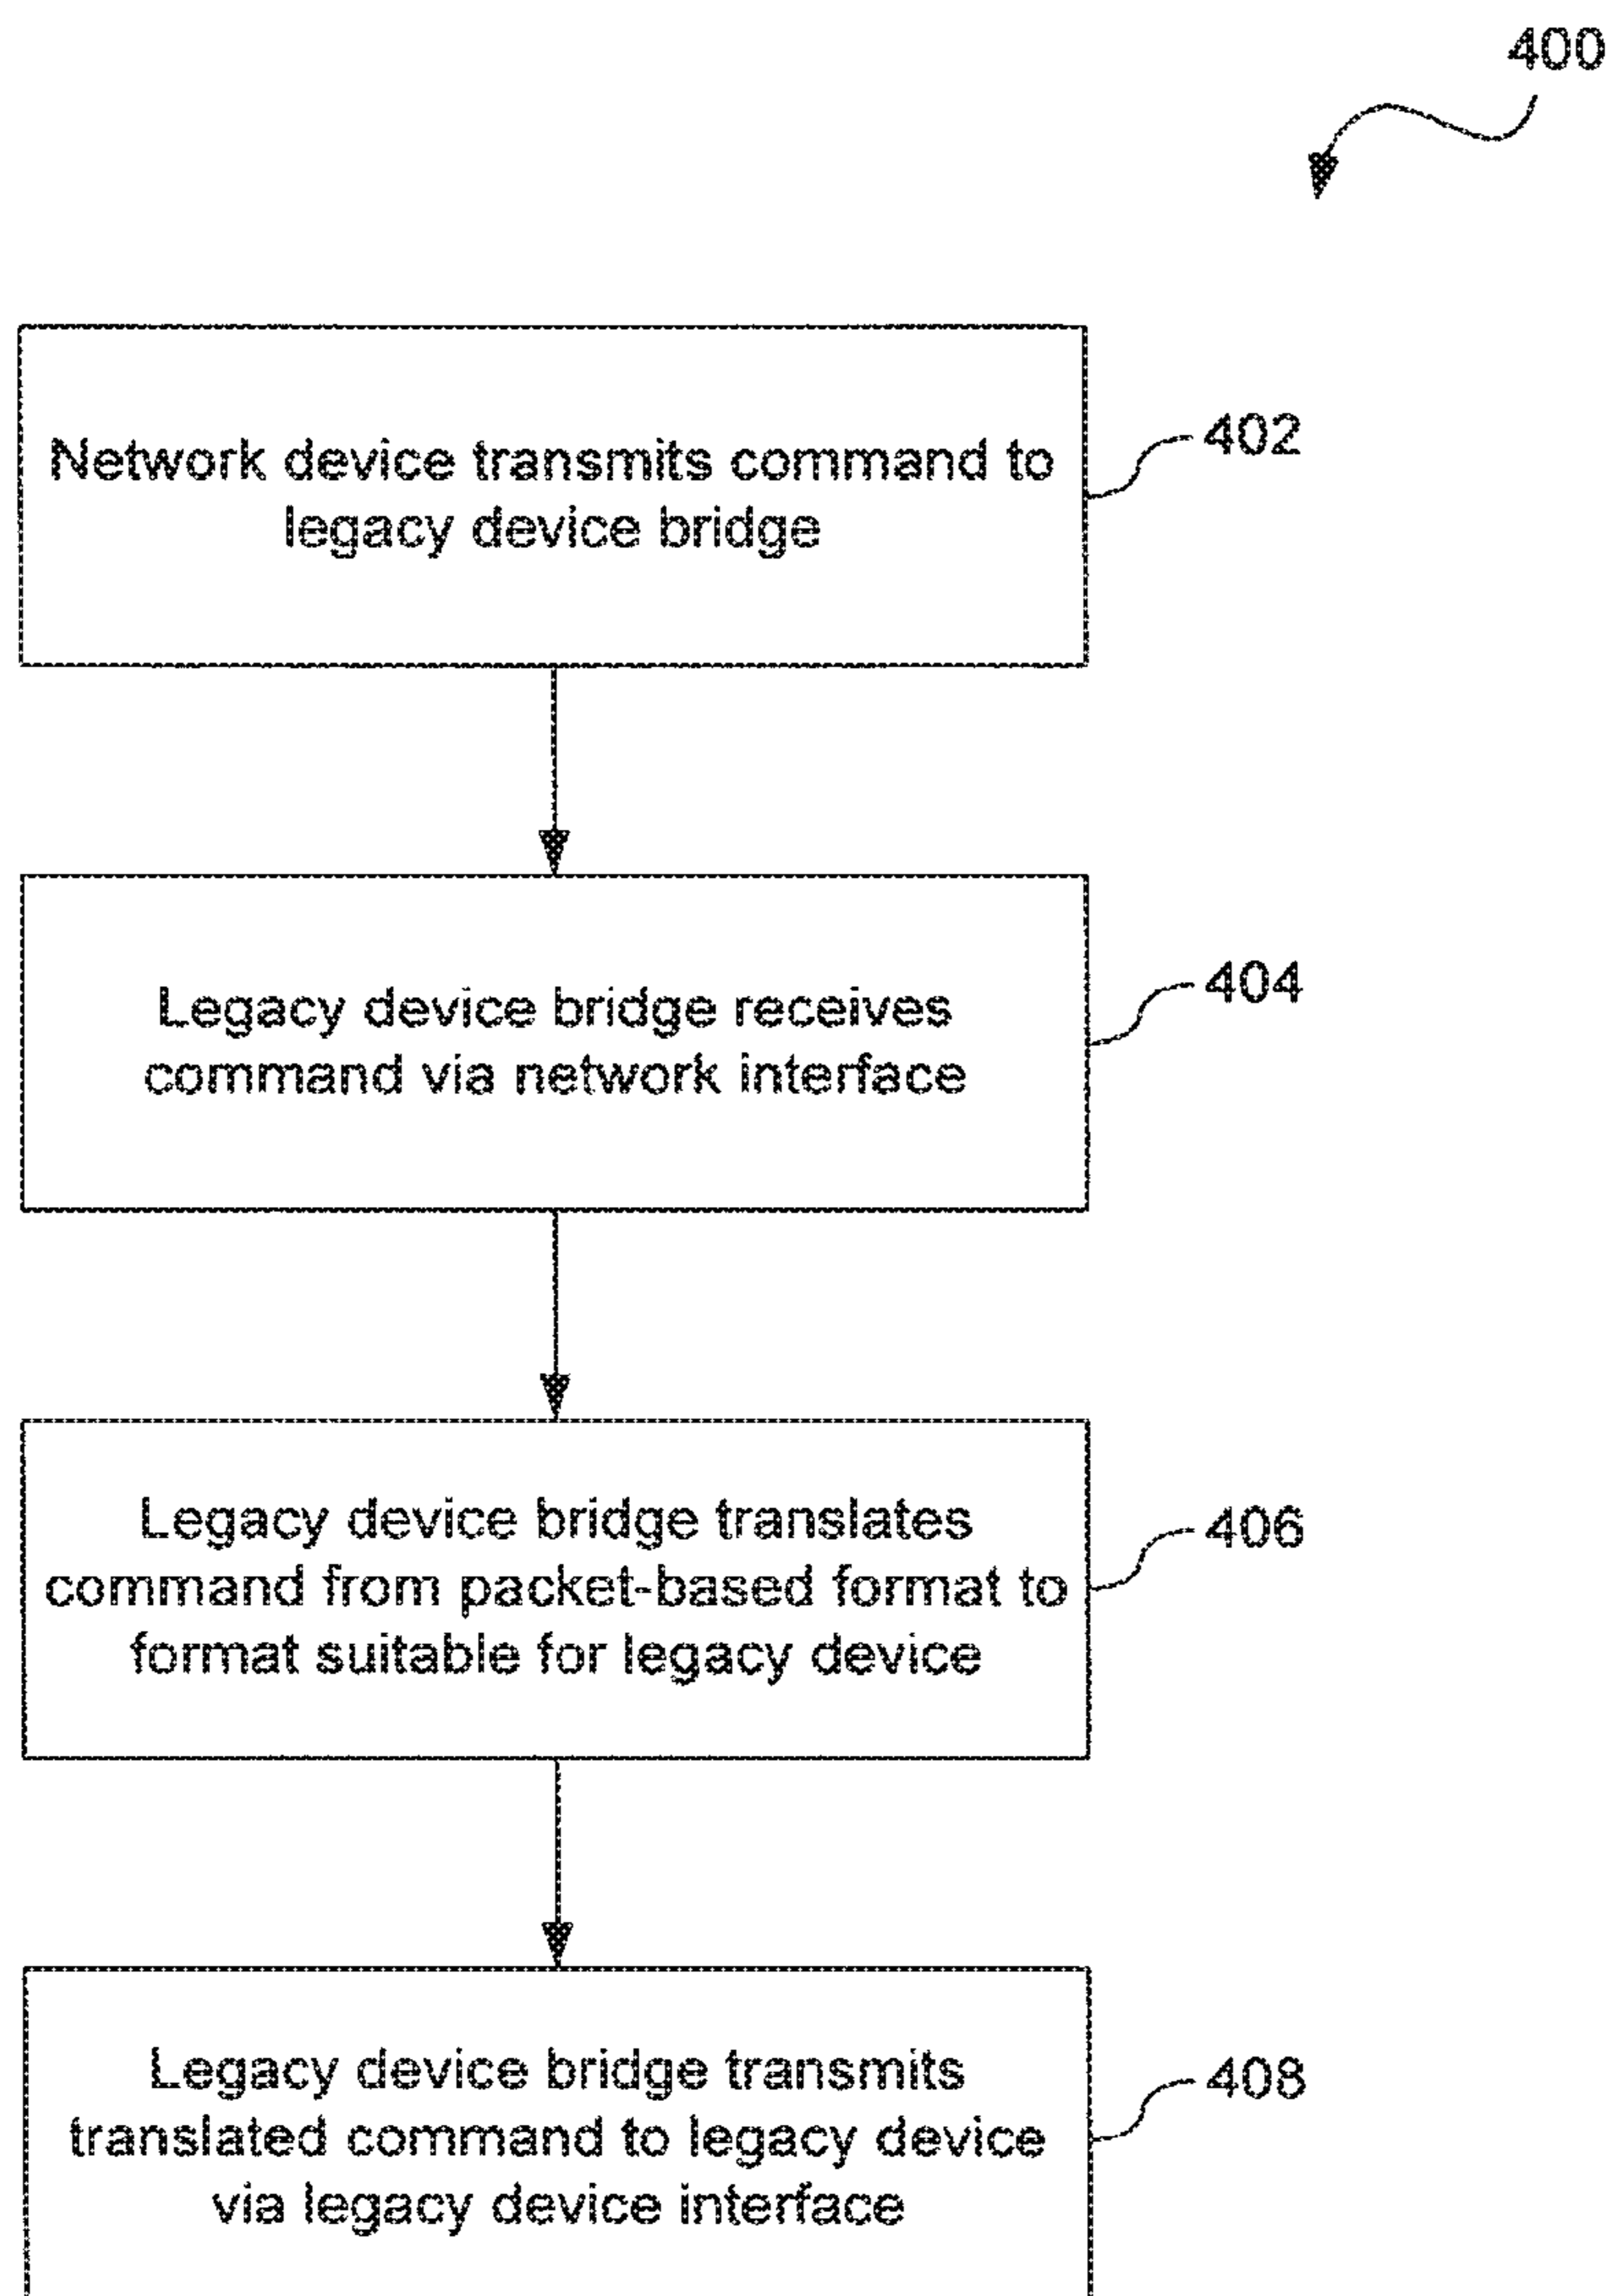 400
Network device transmits command to
legacy device bridge
402
Legacy device bridge receives
command via network interface
404
Legacy device bridge translates
command from packet-based format to
format suitable for legacy device
406
Legacy device bridge transmits
translated command to legacy device
via legacy device interface
408